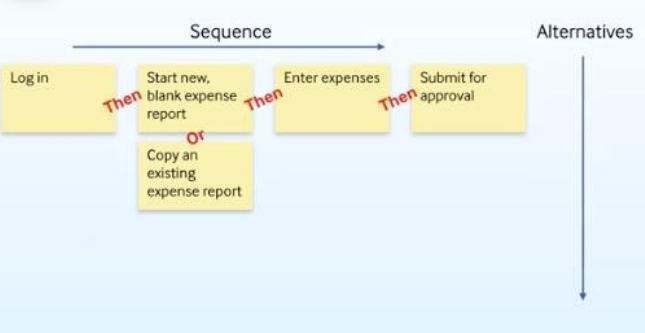 Sequence
Alternatives
Log in
Then
Start new,
blank expense
report
Then
Enter expenses
Then
Submit for
approval
Or
Copy an
existing
expense report